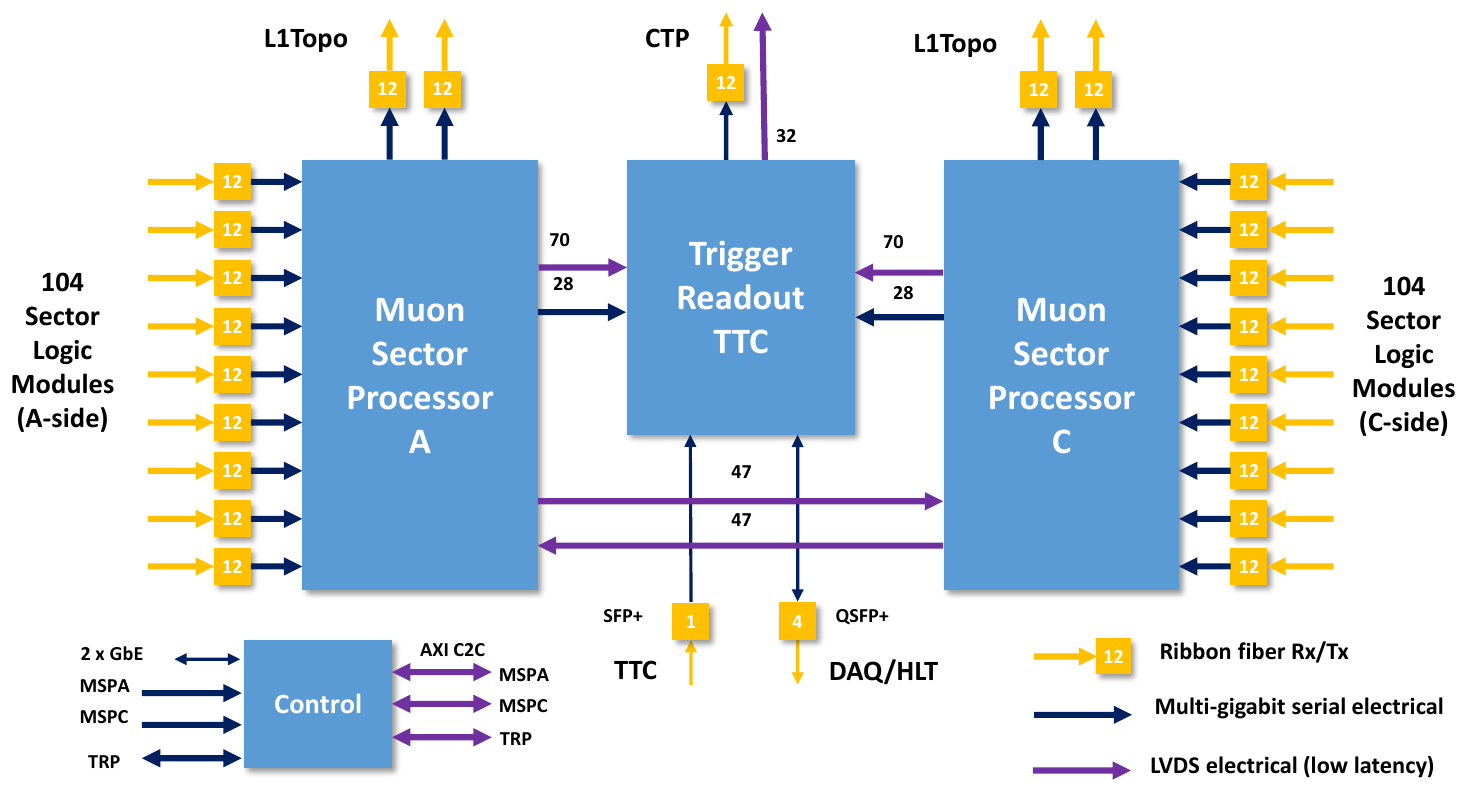 L1Topo
CTP
L1Topo
12
12
12
12
12
32
12
12
12
12
12
12
12
12
12
104
Sector
Logic
Modules
(A-side)
Muon
Sector
Processor
A
70
28
Trigger
Readout
TTC
70
28
Muon
Sector
Processor
C
12
12
12
12
12
12
12
12
12
104
Sector
Logic
Modules
(C-side)
47
47
SFP+
1
4
QSFP+
TTC
DAQ/HLT
2 x GbE
MSPA
MSPC
TRP
Control
AXI C2C
MSPA
MSPC
TRP
12
Ribbon fiber Rx/Tx
Multi-gigabit serial electrical
LVDS electrical (low latency)